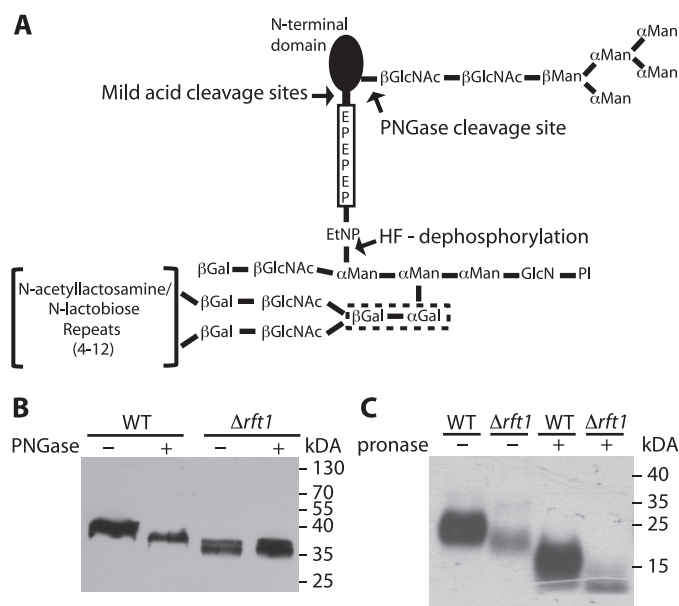 A
N-terminal
domain
αMan
αMan
βGlcNAc βGlcNAc βMan αMan
αMan
Mild acid cleavage sites
PNGase cleavage site
E
P
E
P
E
P
E
P
EtNP
HF - dephosphorylation
βGal βGlcNAc αMan αMan αMan GlcN PI
N-acetyllactosamine/
N-lactobiose
Repeats
(4-12)
βGal βGlcNAc
βGal αGal
βGal βGlcNAc
B
WT Δrft1
PNGase − + − + kDA
130
70
55
40
35
25
C
WT Δrft1 WT Δrft1
pronase − − + + kDA
40
35
25
15